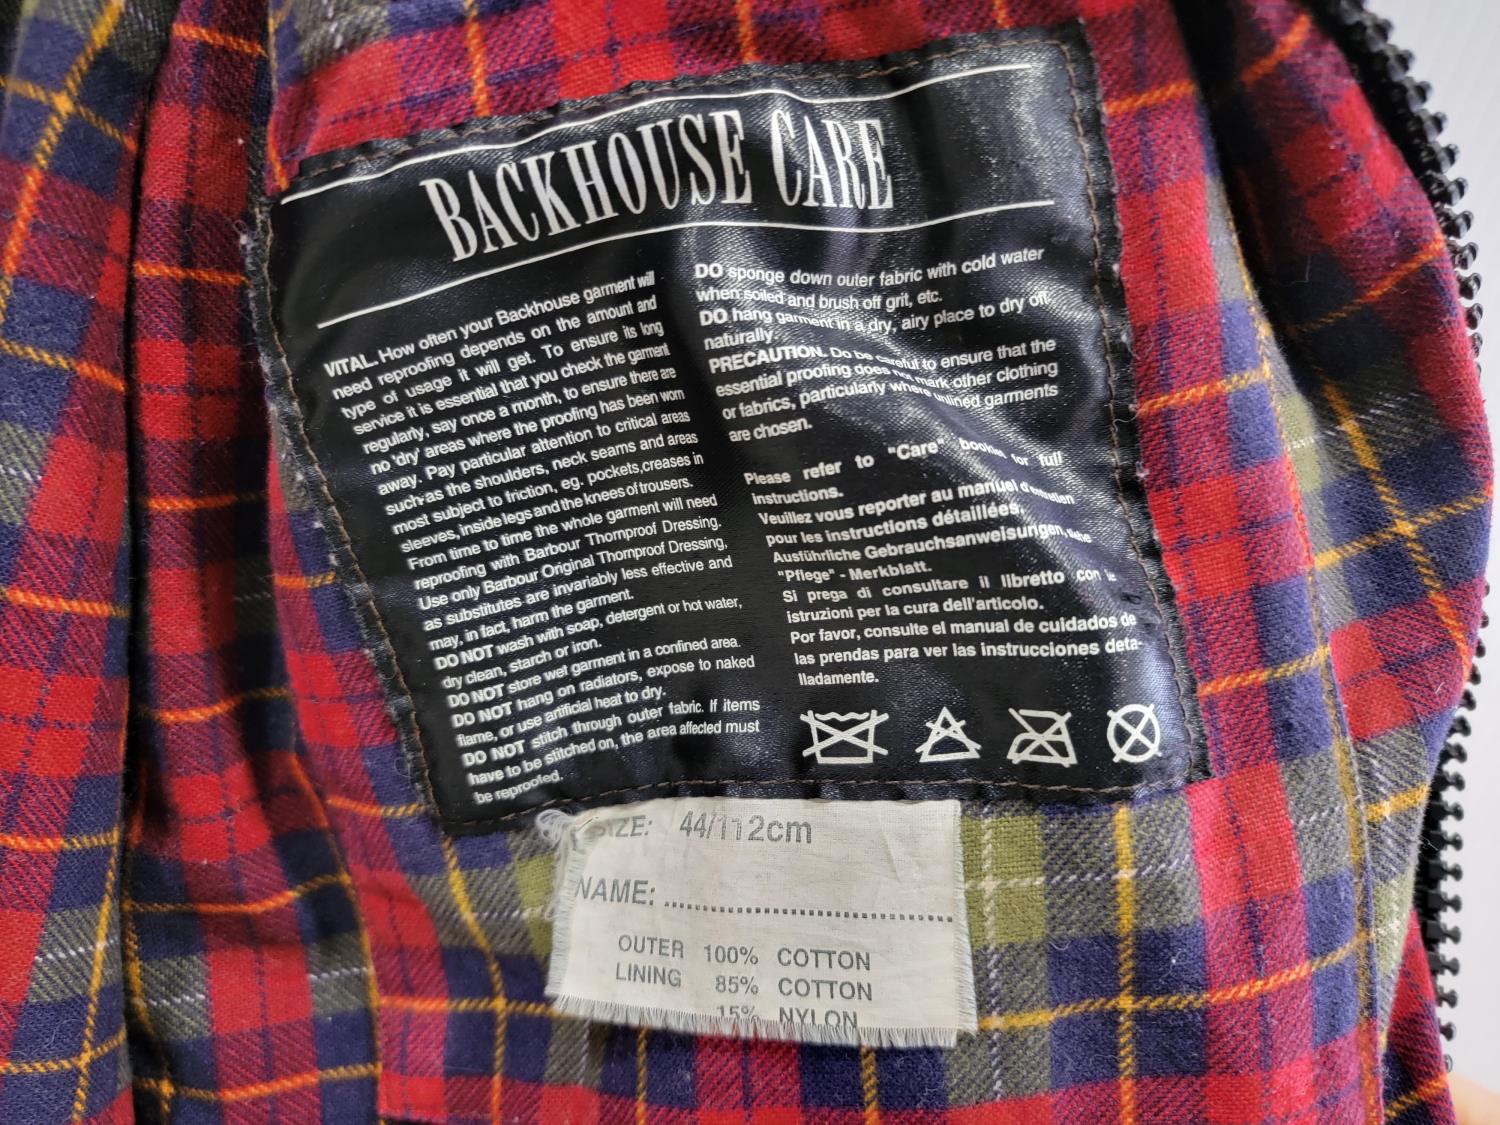 BACKHOUSE CARE
VITAL. How often your Backhouse garment will
need reproofing depends on the amount and
type of usage it will get. To ensure its long
service it is essential that you check the garment
regularly, say once a month, to ensure there are
no 'dry' areas where the proofing has been worn
away. Pay particular attention to critical areas
such as the shoulders, neck seams and areas
most subject to friction, eg. pockets,creases in
sleeves, inside legs and the knees of trousers.
From time to time the whole garment will need
reproofing with Barbour Thornproof Dressing.
Use only Barbour Original Thornproof Dressing,
as substitutes are invariably less effective and
may, in fact, harm the garment.
DO NOT wash with soap, detergent or hot water,
dry clean, starch or iron.
DO NOT store wet garment in a confined area.
DO NOT hang on radiators, expose to naked
flame, or use artificial heat to dry.
DO NOT stitch through outer fabric. If items
have to be stitched on, the area affected must
be reproofed.
DO sponge down outer fabric with cold water
when soiled and brush off grit, etc.
DO hang garment in a dry, airy place to dry off
naturally.
PRECAUTION. Do be careful to ensure that the
essential proofing does not mark other clothing
or fabrics, particularly where unlined garments
are chosen.
Please refer to "Care" booklet for full
instructions.
Veuillez vous reporter au manuel d'entretien
pour les instructions détaillées.
Ausführliche Gebrauchsanweisungen, siehe
"Pflege" - Merkblatt.
Si prega di consultare il libretto con le
istruzioni per la cura dell'articolo.
Por favor, consulte el manual de cuidados de
las prendas para ver las instrucciones deta-
lladamente.
SIZE: 44/112cm
NAME: ........................................
OUTER 100% COTTON
LINING 85% COTTON
15% NYLON